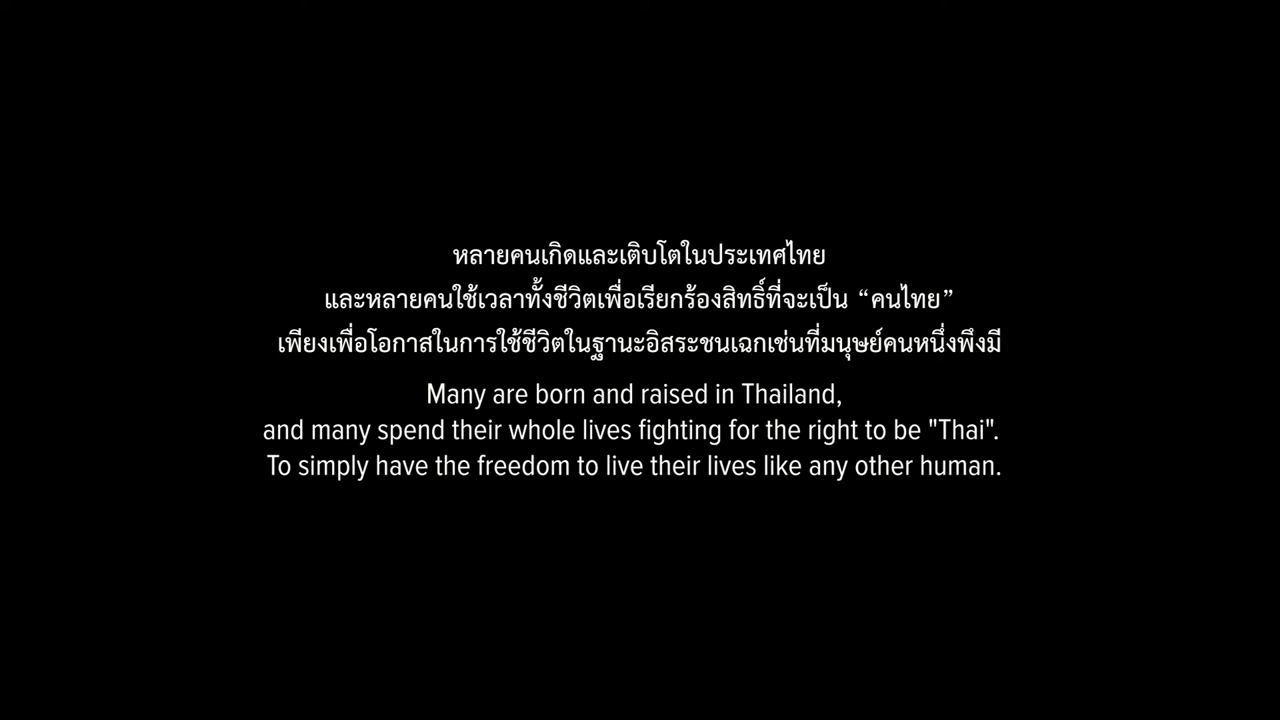 หลายคนเกิดและเติบโตในประเทศไทย
และหลายคนใช้เวลาทั้งชีวิตเพื่อเรียกร้องสิทธิ์ที่จะเป็น “คนไทย”
เพียงเพื่อโอกาสในการใช้ชีวิตในฐานะอิสระชนเฉกเช่นที่มนุษย์คนหนึ่งพึงมี
Many are born and raised in Thailand,
and many spend their whole lives fighting for the right to be "Thai".
To simply have the freedom to live their lives like any other human.